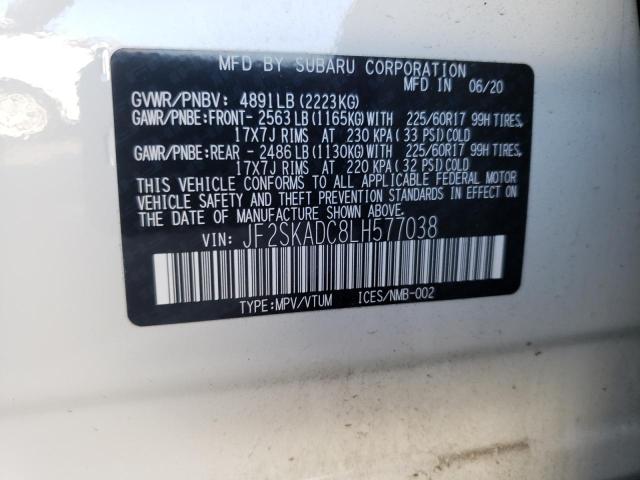 MFD BY SUBARU CORPORATION
MFD IN 06/20
GVWR/PNBV: 4891LB (2223KG)
GAWR/PNBE:FRONT- 2563LB (1165KG)WITH 225/60R17 99H TIRES,
17X7J RIMS AT 230 KPA ( 33 PSI)COLD
GAWR/PNBE:REAR - 2486LB (1130KG)WITH 225/60R17 99H TIRES,
17X7J RIMS AT 220 KPA ( 32 PSI)COLD
THIS VEHICLE CONFORMS TO ALL APPLICABLE FEDERAL MOTOR
VEHICLE SAFETY AND THEFT PREVENTION STANDARDS IN EFFECT ON
THE DATE OF MANUFACTURE SHOWN ABOVE.
VIN: JF2SKADC8LH577038
TYPE:MPV/VTUM ICES/NMB-002